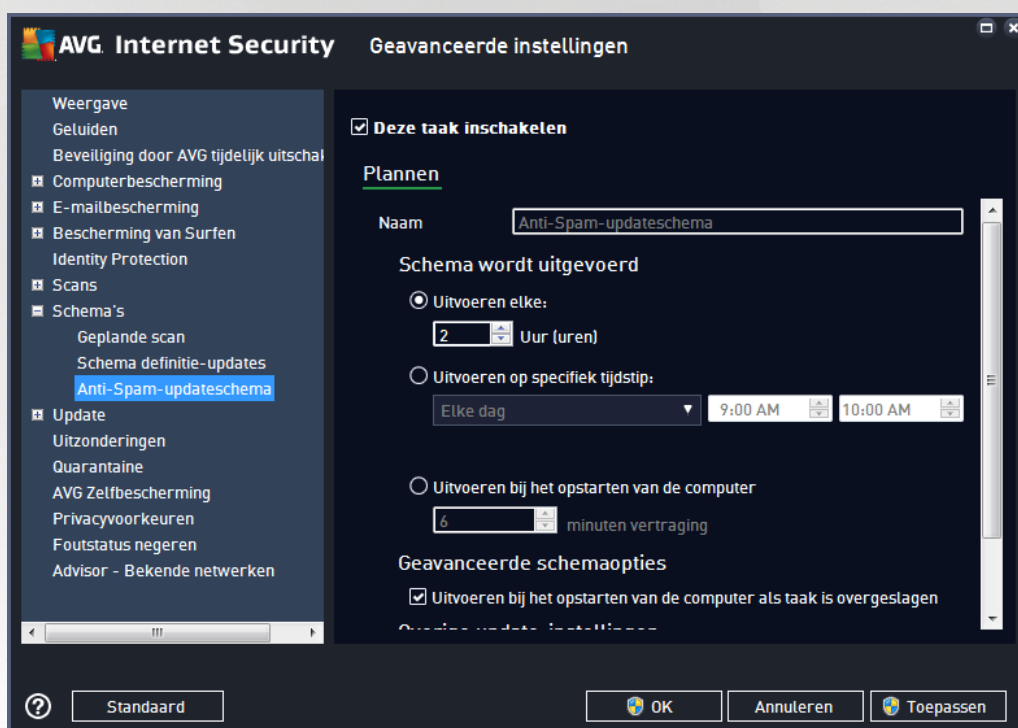 AVG. Internet Security Geavanceerde instellingen
Weergave
Geluiden
Beveiliging door AVG tijdelijk uitschak
Computerbescherming
E-mailbescherming
Bescherming van Surfen
Identity Protection
Scans
Schema's
Geplande scan
Schema definitie-updates
Anti-Spam-updateschema
Update
Uitzonderingen
Quarantaine
AVG Zelfbescherming
Privacyvoorkeuren
Foutstatus negeren
Advisor - Bekende netwerken
Deze taak inschakelen
Plannen
Naam Anti-Spam-updateschema
Schema wordt uitgevoerd
Uitvoeren elke:
2 Uur (uren)
Uitvoeren op specifiek tijdstip:
Elke dag 9:00 AM 10:00 AM
Uitvoeren bij het opstarten van de computer
6 minuten vertraging
Geavanceerde schemaopties
Uitvoeren bij het opstarten van de computer als taak is overgeslagen
Overige update-instellingen
Standaard OK Annuleren Toepassen